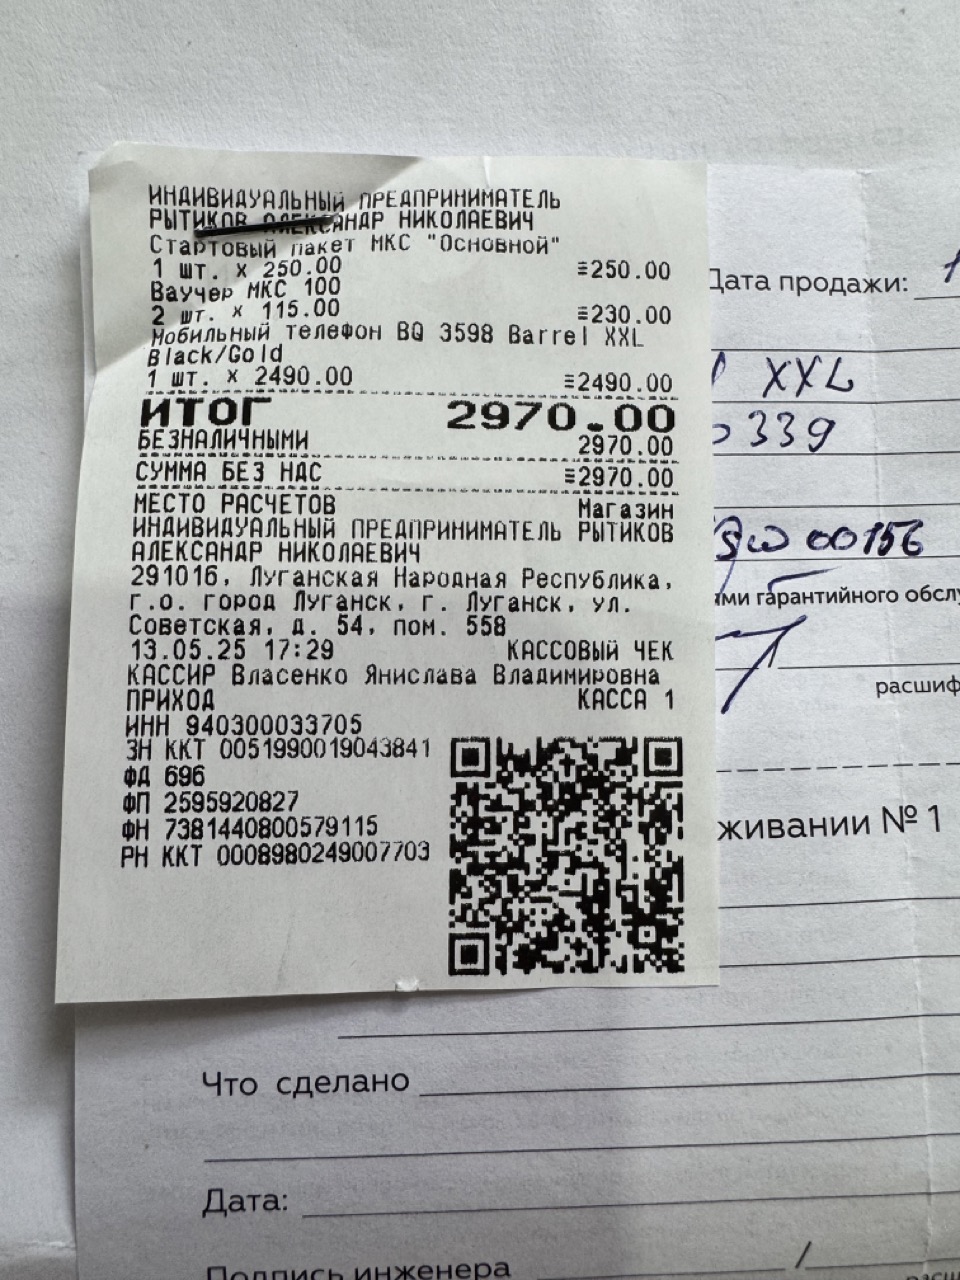 ИНДИВИДУАЛЬНЫЙ ПРЕДПРИНИМАТЕЛЬ
РЫТИКОВ АЛЕКСАНДР НИКОЛАЕВИЧ
Стартовый пакет МКС "Основной"
1 шт. x 250.00 ≡250.00
Ваучер МКС 100
2 шт. x 115.00 ≡230.00
Мобильный телефон BQ 3598 Barrel XXL
Black/Gold
1 шт. x 2490.00 ≡2490.00
ИТОГ 2970.00
БЕЗНАЛИЧНЫМИ 2970.00
СУММА БЕЗ НДС ≡2970.00
МЕСТО РАСЧЕТОВ Магазин
ИНДИВИДУАЛЬНЫЙ ПРЕДПРИНИМАТЕЛЬ РЫТИКОВ
АЛЕКСАНДР НИКОЛАЕВИЧ
291016, Луганская Народная Республика,
г.о. город Луганск, г. Луганск, ул.
Советская, д. 54, пом. 558
13.05.25 17:29 КАССОВЫЙ ЧЕК
КАССИР Власенко Янислава Владимировна
ПРИХОД КАССА 1
ИНН 940300033705
ЗН ККТ 0051990019043841
ФД 696
ФП 2595920827
ФН 7381440800579115
РН ККТ 0008980249007703
Дата продажи:
XXL
339
00156
гарантийного
№ 1
Что сделано
Дата:
Подпись инженера /